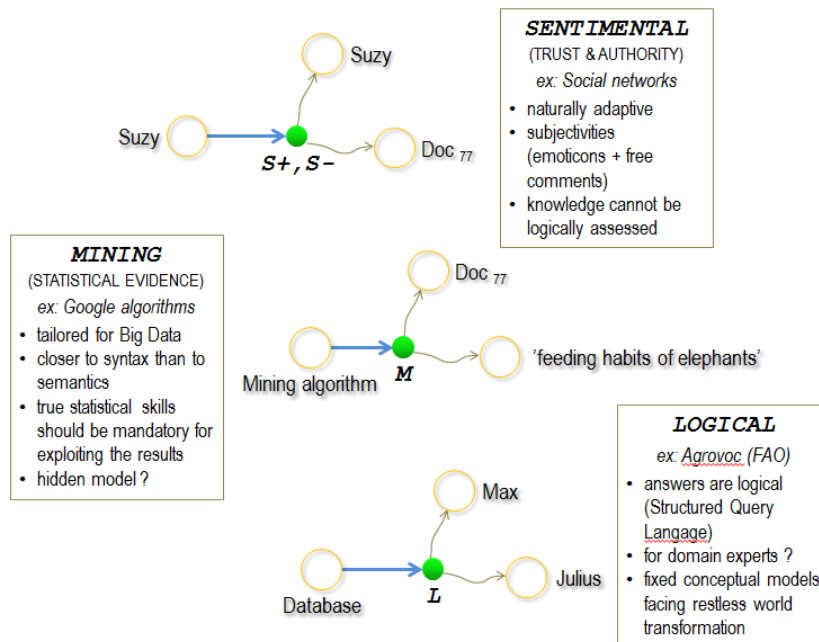 SENTIMENTAL
(TRUST & AUTHORITY)
ex: Social networks
• naturally adaptive
• subjectivities
(emoticons + free
comments)
• knowledge cannot be
logically assessed
Suzy
Suzy
S+,S-
Doc 77
MINING
(STATISTICAL EVIDENCE)
ex: Google algorithms
• tailored for Big Data
• closer to syntax than to
semantics
• true statistical skills
should be mandatory for
exploiting the results
• hidden model ?
Doc 77
Mining algorithm
M
'feeding habits of elephants'
LOGICAL
ex: Agrovoc (FAO)
• answers are logical
(Structured Query
Langage)
• for domain experts ?
• fixed conceptual models
facing restless world
transformation
Max
Database
L
Julius